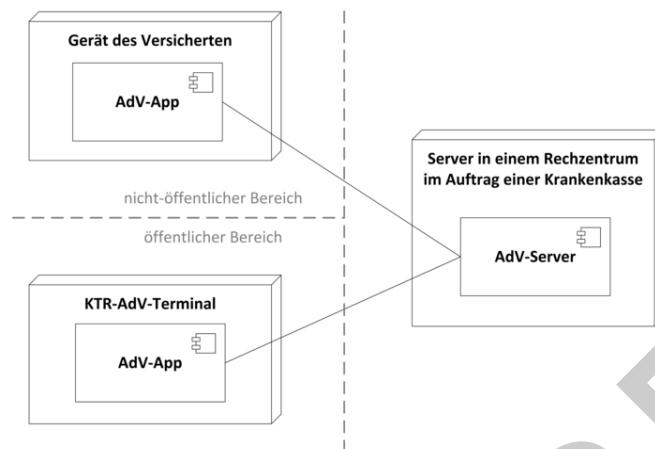 Gerät des Versicherten
AdV-App
nicht-öffentlicher Bereich
öffentlicher Bereich
KTR-AdV-Terminal
AdV-App
Server in einem Rechzentrum
im Auftrag einer Krankenkasse
AdV-Server